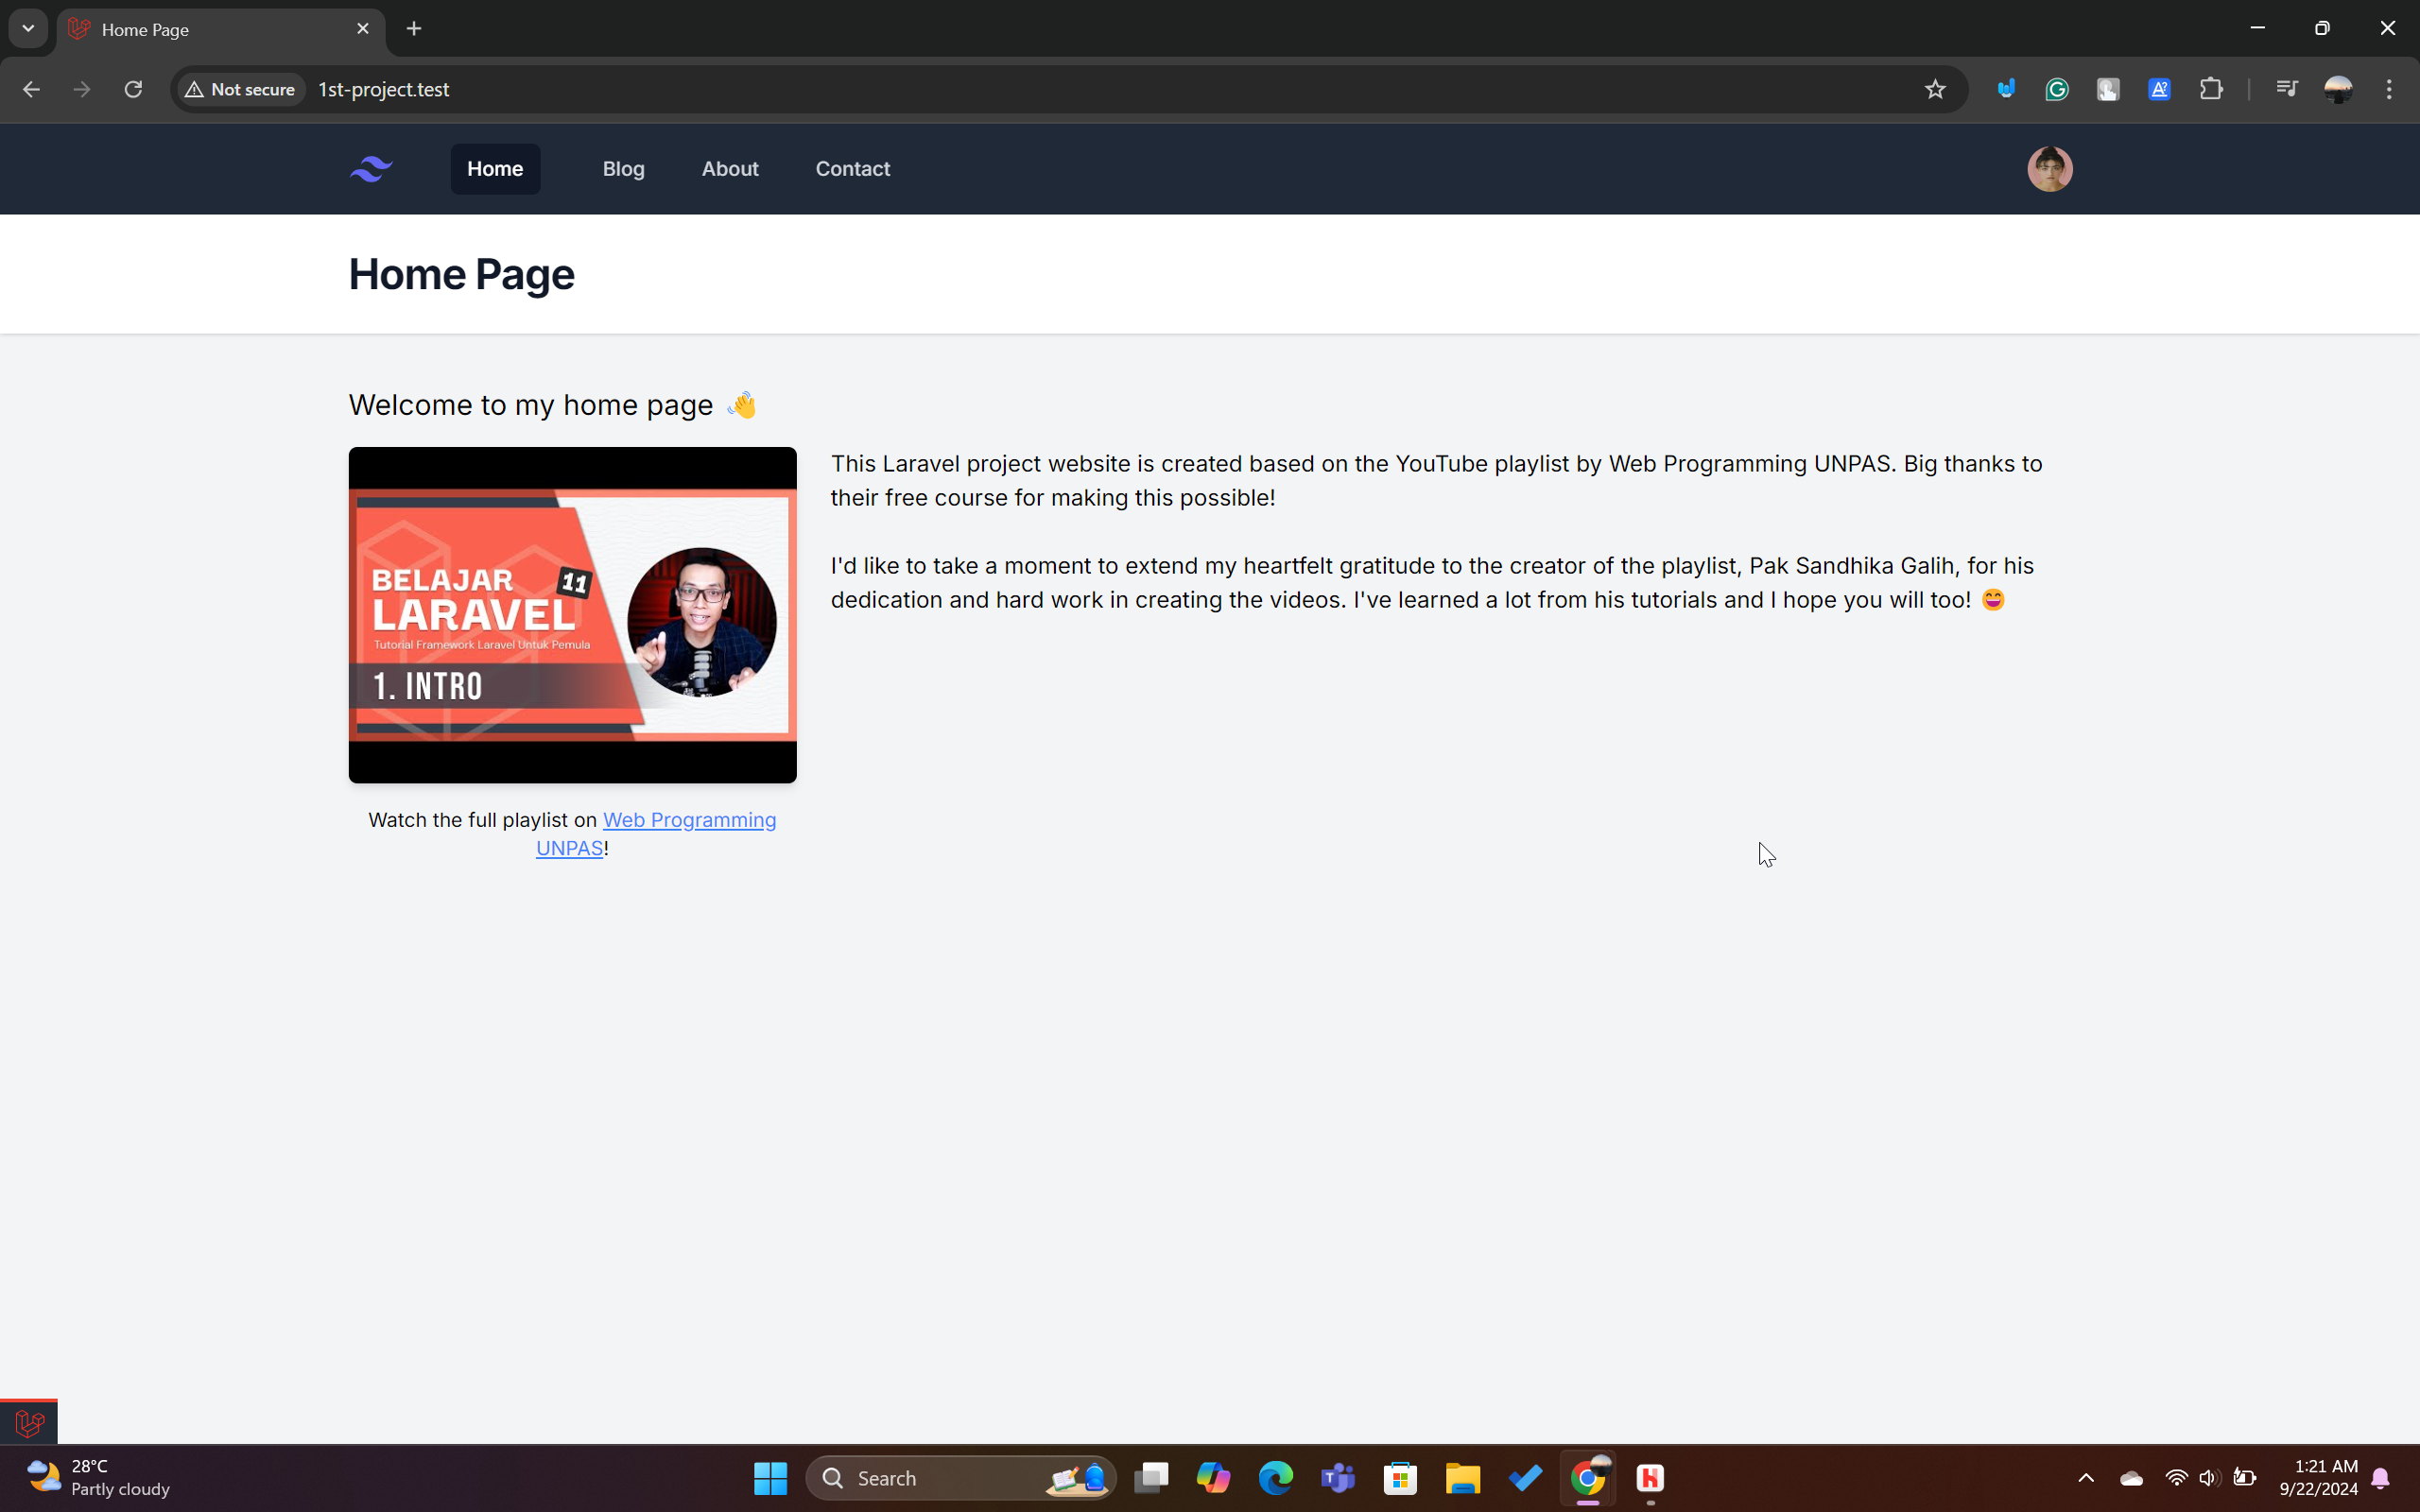 Home Page
Not secure
1st-project.test
Home
Blog
About
Contact
Home Page
Welcome to my home page 👋
BELAJAR 11
LARAVEL
Tutorial Framework Laravel Untuk Pemula
1. INTRO
Watch the full playlist on Web Programming
UNPAS!
This Laravel project website is created based on the YouTube playlist by Web Programming UNPAS. Big thanks to
their free course for making this possible!
I'd like to take a moment to extend my heartfelt gratitude to the creator of the playlist, Pak Sandhika Galih, for his
dedication and hard work in creating the videos. I've learned a lot from his tutorials and I hope you will too! 😄
28°C
Partly cloudy
Search
1:21 AM
9/22/2024